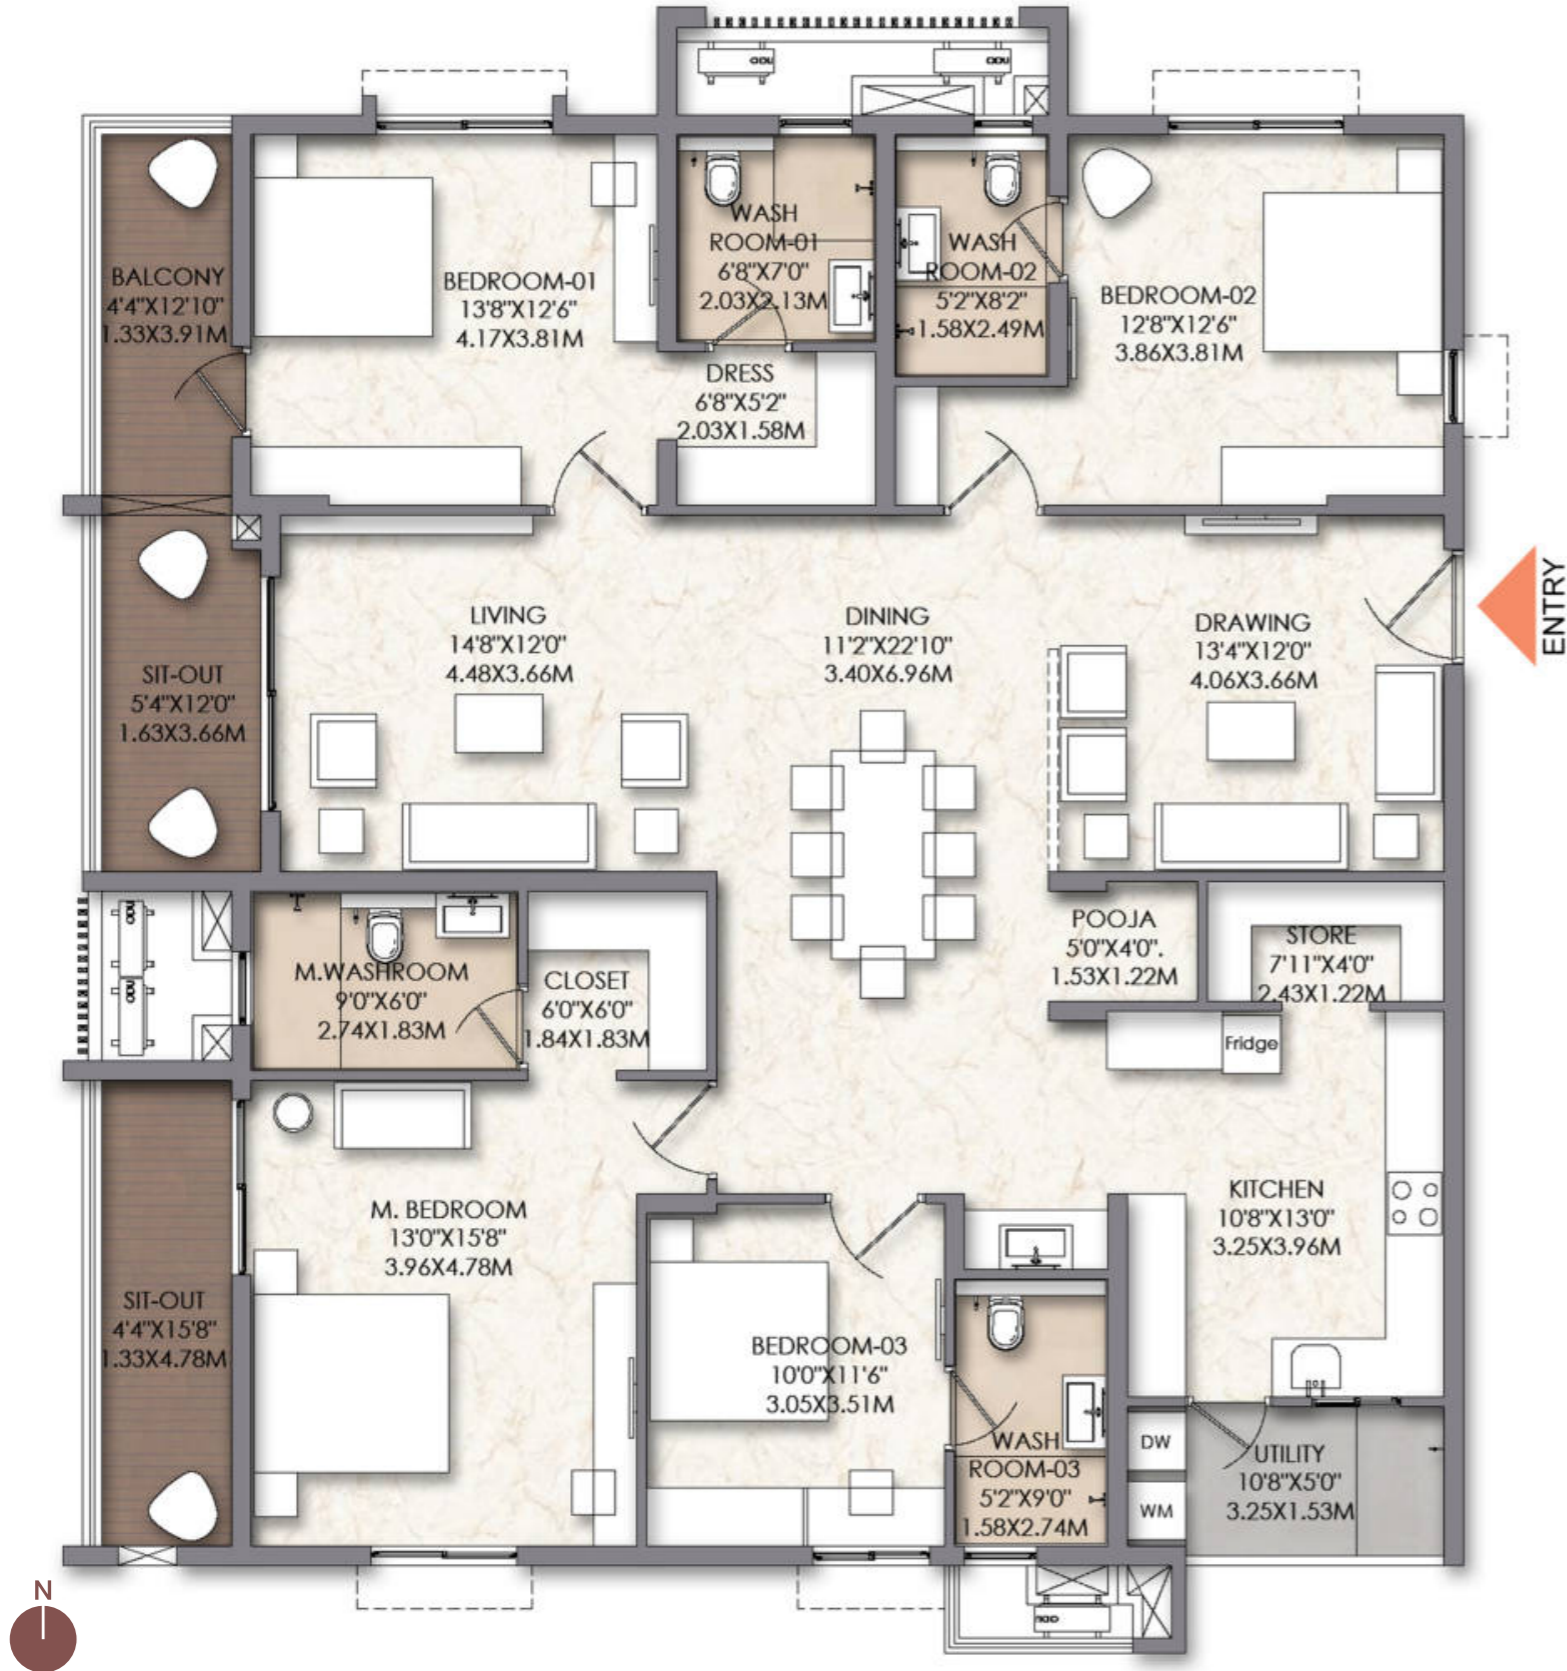 WASH
ROOM-01
6'8"X7'0"
2.03X2.13M
WASH
ROOM-02
5'2"X8'2"
1.58X2.49M
BALCONY
4'4"X12'10"
1.33X3.91M
BEDROOM-01
13'8"X12'6"
4.17X3.81M
BEDROOM-02
12'8"X12'6"
3.86X3.81M
DRESS
6'8"X5'2"
2.03X1.58M
LIVING
14'8"X12'0"
4.48X3.66M
DINING
11'2"X22'10"
3.40X6.96M
DRAWING
13'4"X12'0"
4.06X3.66M
ENTRY
SIT-OUT
5'4"X12'0"
1.63X3.66M
POOJA
5'0"X4'0".
1.53X1.22M
STORE
7'11"X4'0"
2.43X1.22M
M.WASHROOM
9'0"X6'0"
2.74X1.83M
CLOSET
6'0"X6'0"
1.84X1.83M
Fridge
M. BEDROOM
13'0"X15'8"
3.96X4.78M
KITCHEN
10'8"X13'0"
3.25X3.96M
SIT-OUT
4'4"X15'8"
1.33X4.78M
BEDROOM-03
10'0"X11'6"
3.05X3.51M
WASH
ROOM-03
5'2"X9'0"
1.58X2.74M
DW
WM
UTILITY
10'8"X5'0"
3.25X1.53M
N